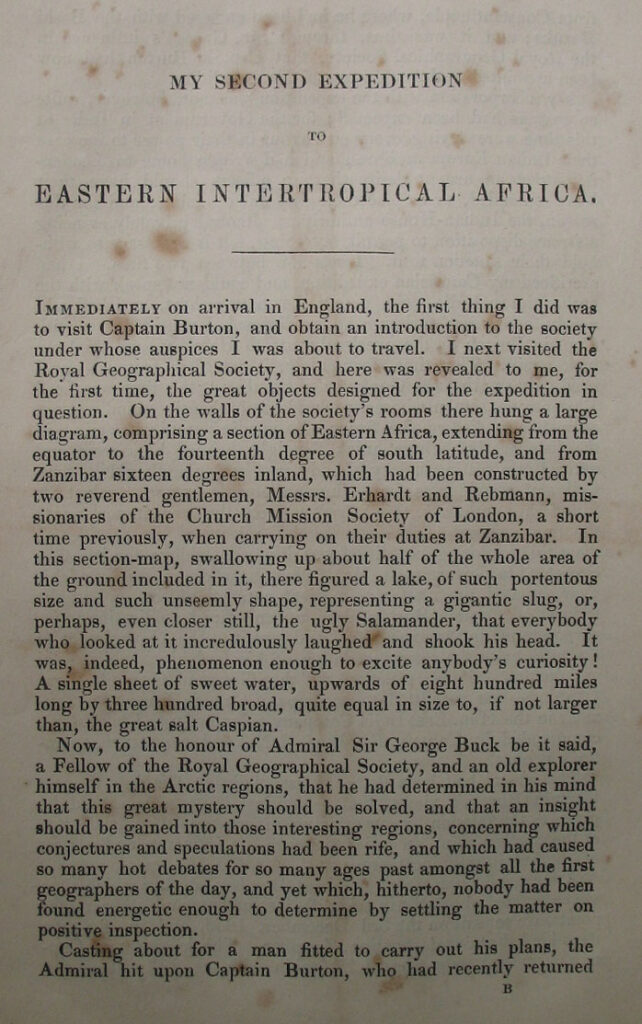 MY SECOND EXPEDITION
TO
EASTERN INTERTROPICAL AFRICA.
IMMEDIATELY on arrival in England, the first thing I did was
to visit Captain Burton, and obtain an introduction to the society
under whose auspices I was about to travel. I next visited the
Royal Geographical Society, and here was revealed to me, for
the first time, the great objects designed for the expedition in
question. On the walls of the society's rooms there hung a large
diagram, comprising a section of Eastern Africa, extending from the
equator to the fourteenth degree of south latitude, and from
Zanzibar sixteen degrees inland, which had been constructed by
two reverend gentlemen, Messrs. Erhardt and Rebmann, mis-
sionaries of the Church Mission Society of London, a short
time previously, when carrying on their duties at Zanzibar. In
this section-map, swallowing up about half of the whole area of
the ground included in it, there figured a lake, of such portentous
size and such unseemly shape, representing a gigantic slug, or,
perhaps, even closer still, the ugly Salamander, that everybody
who looked at it incredulously laughed and shook his head. It
was, indeed, phenomenon enough to excite anybody's curiosity!
A single sheet of sweet water, upwards of eight hundred miles
long by three hundred broad, quite equal in size to, if not larger
than, the great salt Caspian.
Now, to the honour of Admiral Sir George Buck be it said,
a Fellow of the Royal Geographical Society, and an old explorer
himself in the Arctic regions, that he had determined in his mind
that this great mystery should be solved, and that an insight
should be gained into those interesting regions, concerning which
conjectures and speculations had been rife, and which had caused
so many hot debates for so many ages past amongst all the first
geographers of the day, and yet which, hitherto, nobody had been
found energetic enough to determine by settling the matter on
positive inspection.
Casting about for a man fitted to carry out his plans, the
Admiral hit upon Captain Burton, who had recently returned
B